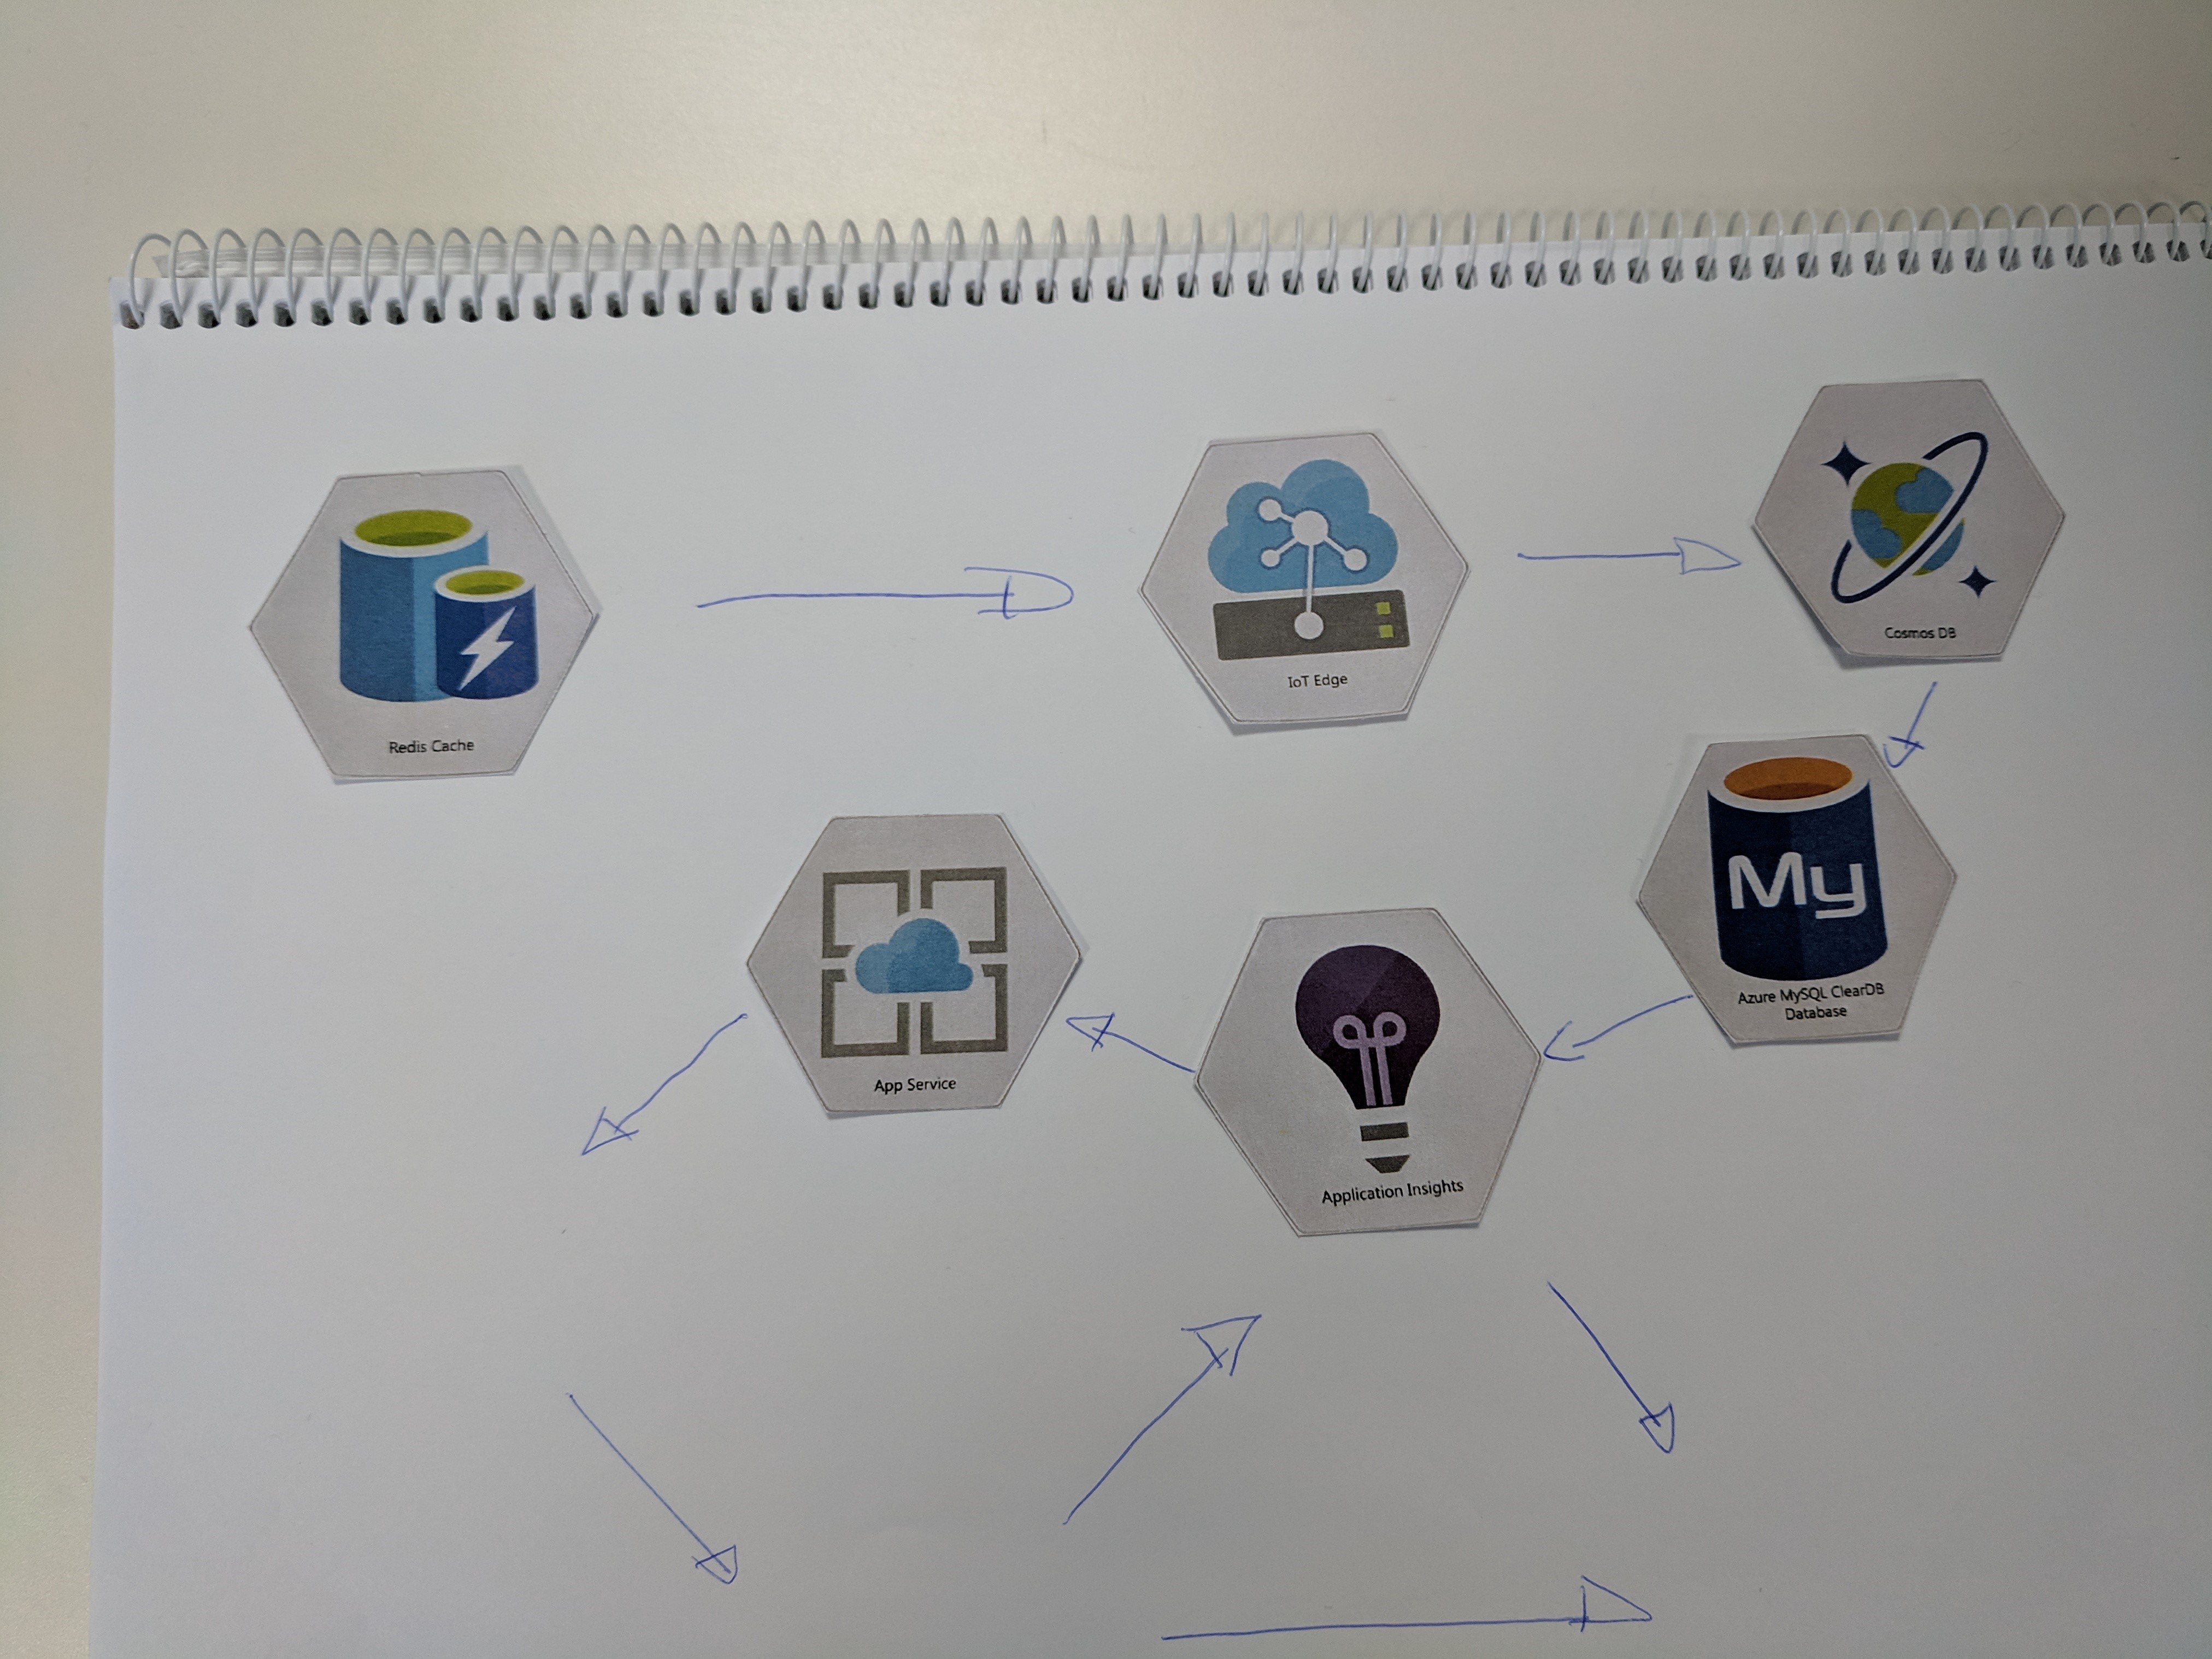 Redis Cache
IoT Edge
Cosmos DB
My
Azure MySQL ClearDB
Database
App Service
Application Insights